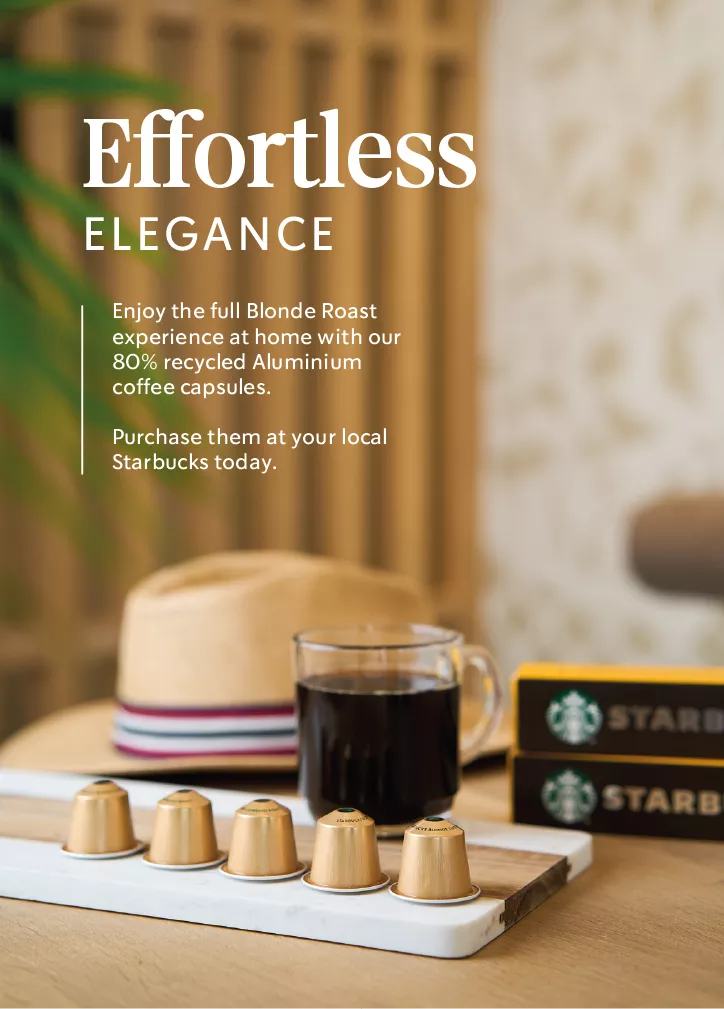 Effortless
ELEGANCE
Enjoy the full Blonde Roast
experience at home with our
80% recycled Aluminium
coffee capsules.
Purchase them at your local
Starbucks today.
STARB
STARB